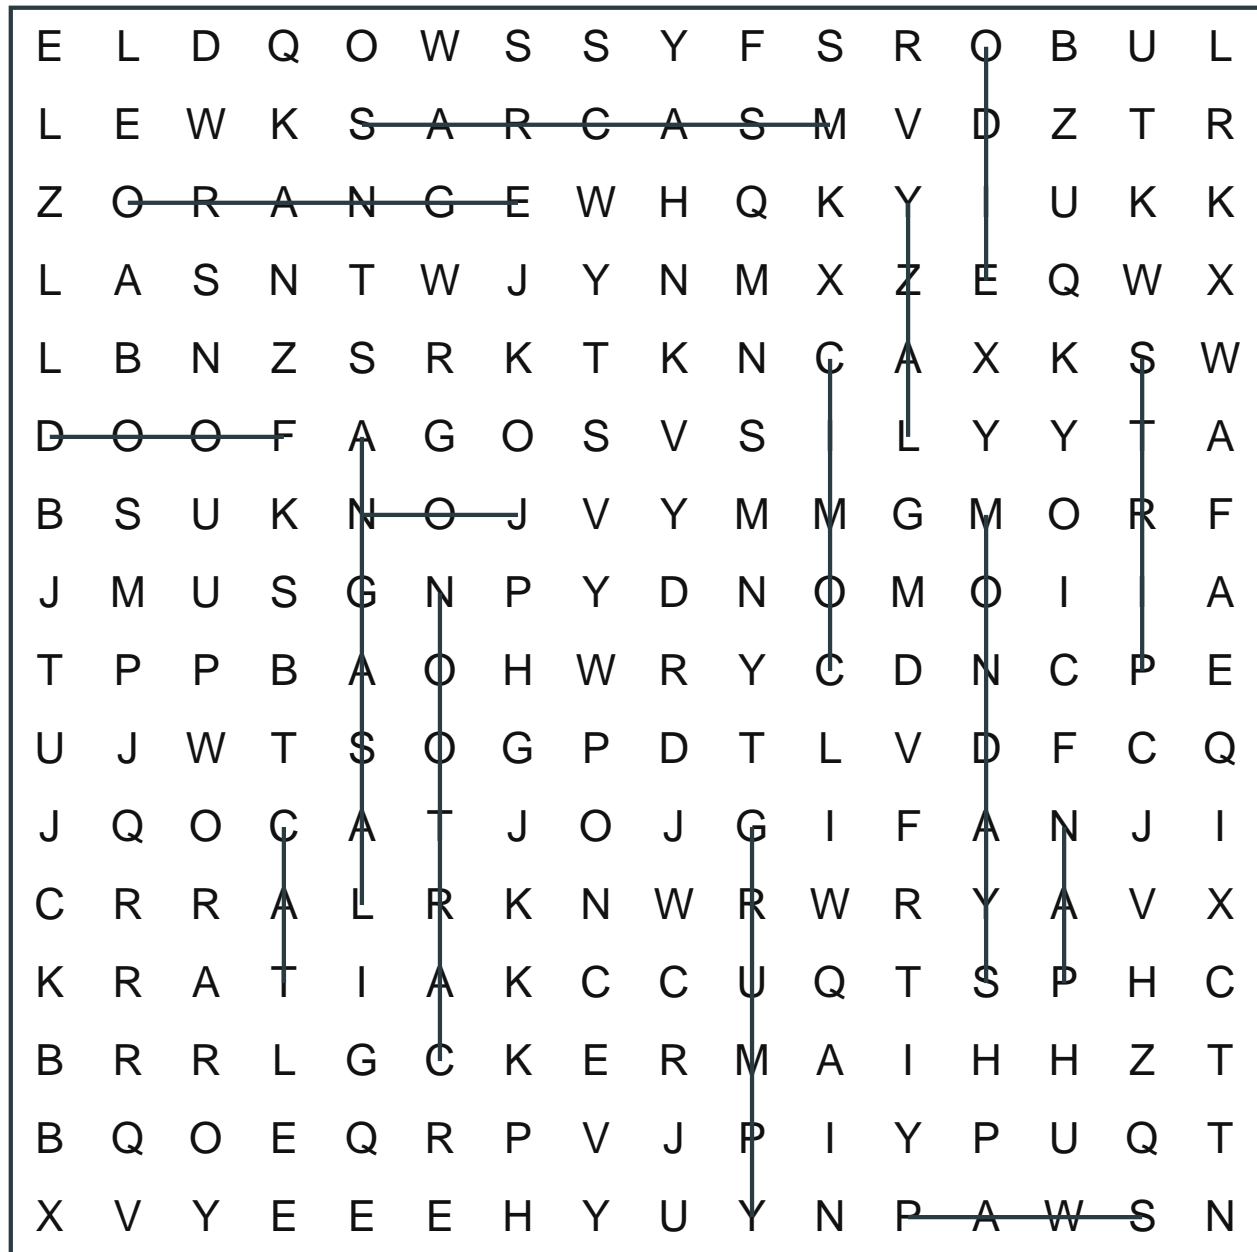 E L D Q O W S S Y F S R O B U L
L E W K S A R C A S M V D Z T R
Z O R A N G E W H Q K Y I U K K
L A S N T W J Y N M X Z E Q W X
L B N Z S R K T K N C A X K S W
D O O F A G O S V S I L Y Y T A
B S U K N O J V Y M M G M O R F
J M U S G N P Y D N O M O I I A
T P P B A O H W R Y C D N C P E
U J W T S O G P D T L V D F C Q
J Q O C A T J O J G I F A N J I
C R R A L R K N W R W R Y A V X
K R A T I A K C C U Q T S P H C
B R R L G C K E R M A I H H Z T
B Q O E Q R P V J P I Y P U Q T
X V Y E E E H Y U Y N P A W S N